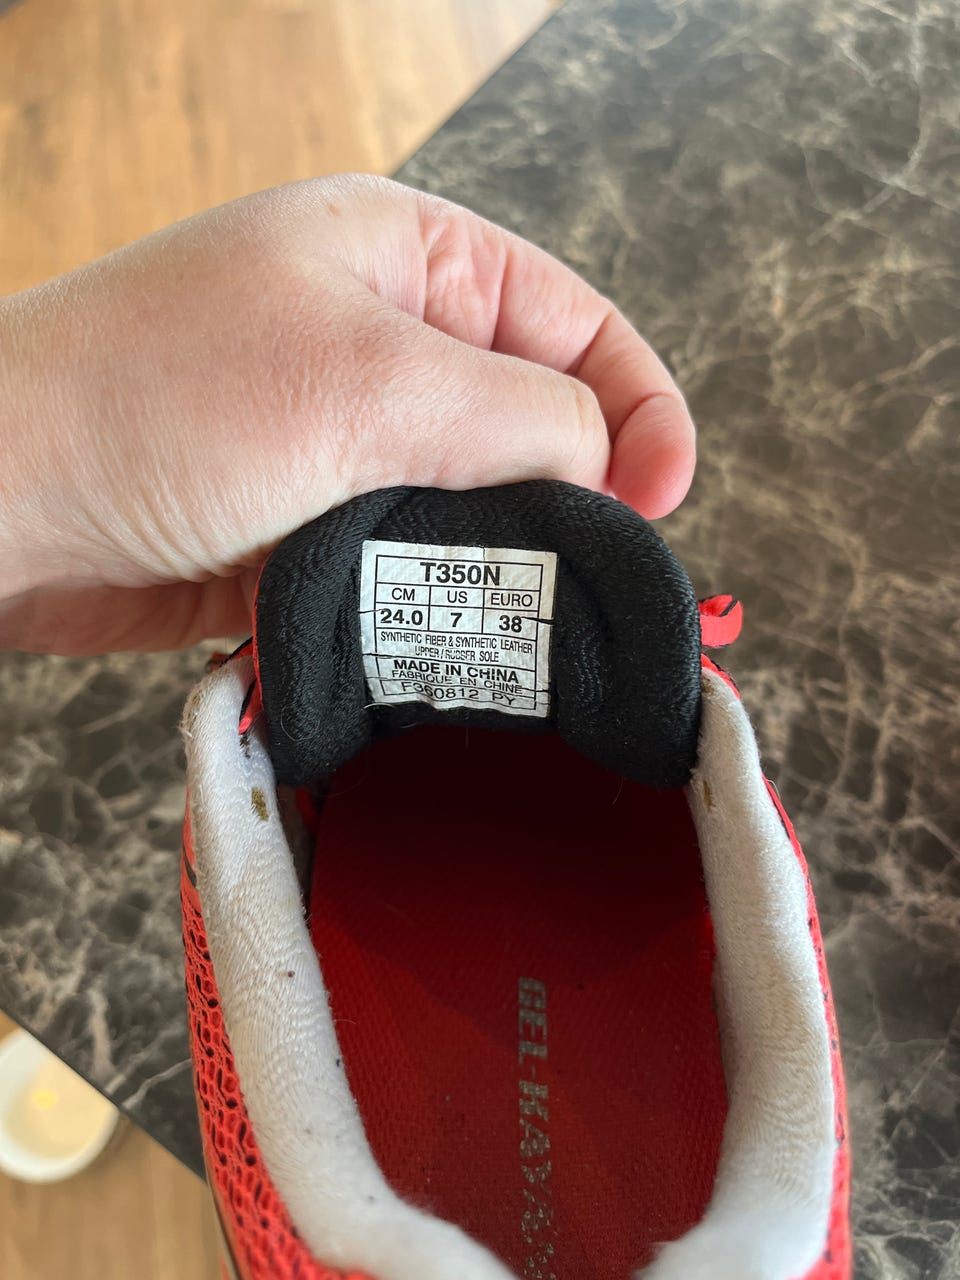 T350N
CM US EURO
24.0 7 38
SYNTHETIC FIBER & SYNTHETIC LEATHER
UPPER / RUBBER SOLE
MADE IN CHINA
FABRIQUE EN CHINE
F360812 PY
GEL-KAYANO